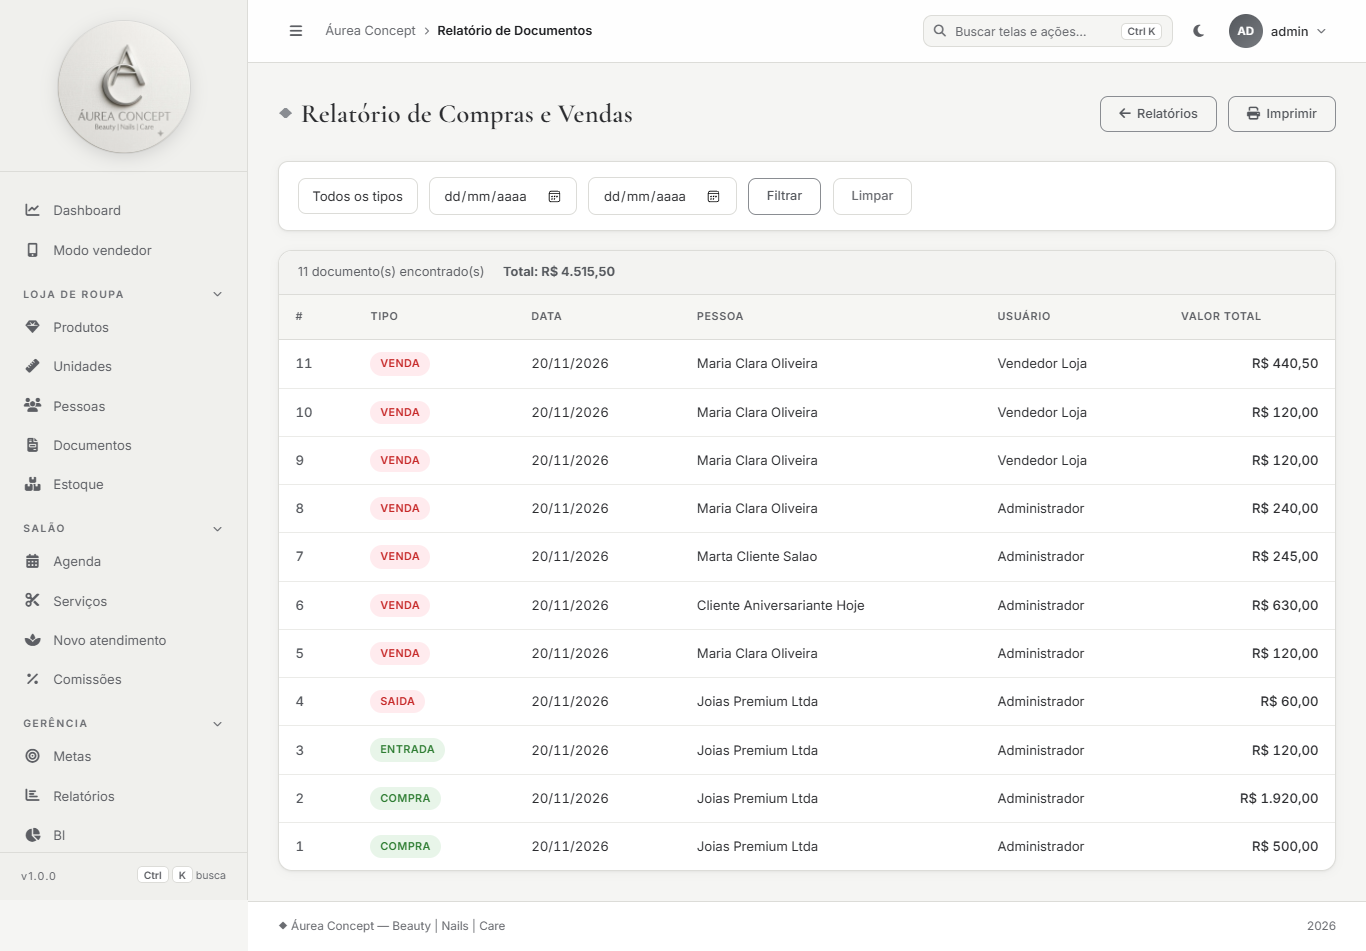 ÁUREA CONCEPT
Beauty | Nails | Care
Dashboard
Modo vendedor
LOJA DE ROUPA
Produtos
Unidades
Pessoas
Documentos
Estoque
SALÃO
Agenda
Serviços
Novo atendimento
Comissões
GERÊNCIA
Metas
Relatórios
BI
v1.0.0 Ctrl K busca
Áurea Concept › Relatório de Documentos
Buscar telas e ações... Ctrl K
AD admin
Relatório de Compras e Vendas
← Relatórios Imprimir
Todos os tipos dd/mm/aaaa dd/mm/aaaa Filtrar Limpar
11 documento(s) encontrado(s) Total: R$ 4.515,50
# TIPO DATA PESSOA USUÁRIO VALOR TOTAL
11 VENDA 20/11/2026 Maria Clara Oliveira Vendedor Loja R$ 440,50
10 VENDA 20/11/2026 Maria Clara Oliveira Vendedor Loja R$ 120,00
9 VENDA 20/11/2026 Maria Clara Oliveira Vendedor Loja R$ 120,00
8 VENDA 20/11/2026 Maria Clara Oliveira Administrador R$ 240,00
7 VENDA 20/11/2026 Marta Cliente Salao Administrador R$ 245,00
6 VENDA 20/11/2026 Cliente Aniversariante Hoje Administrador R$ 630,00
5 VENDA 20/11/2026 Maria Clara Oliveira Administrador R$ 120,00
4 SAIDA 20/11/2026 Joias Premium Ltda Administrador R$ 60,00
3 ENTRADA 20/11/2026 Joias Premium Ltda Administrador R$ 120,00
2 COMPRA 20/11/2026 Joias Premium Ltda Administrador R$ 1.920,00
1 COMPRA 20/11/2026 Joias Premium Ltda Administrador R$ 500,00
◆ Áurea Concept — Beauty | Nails | Care 2026